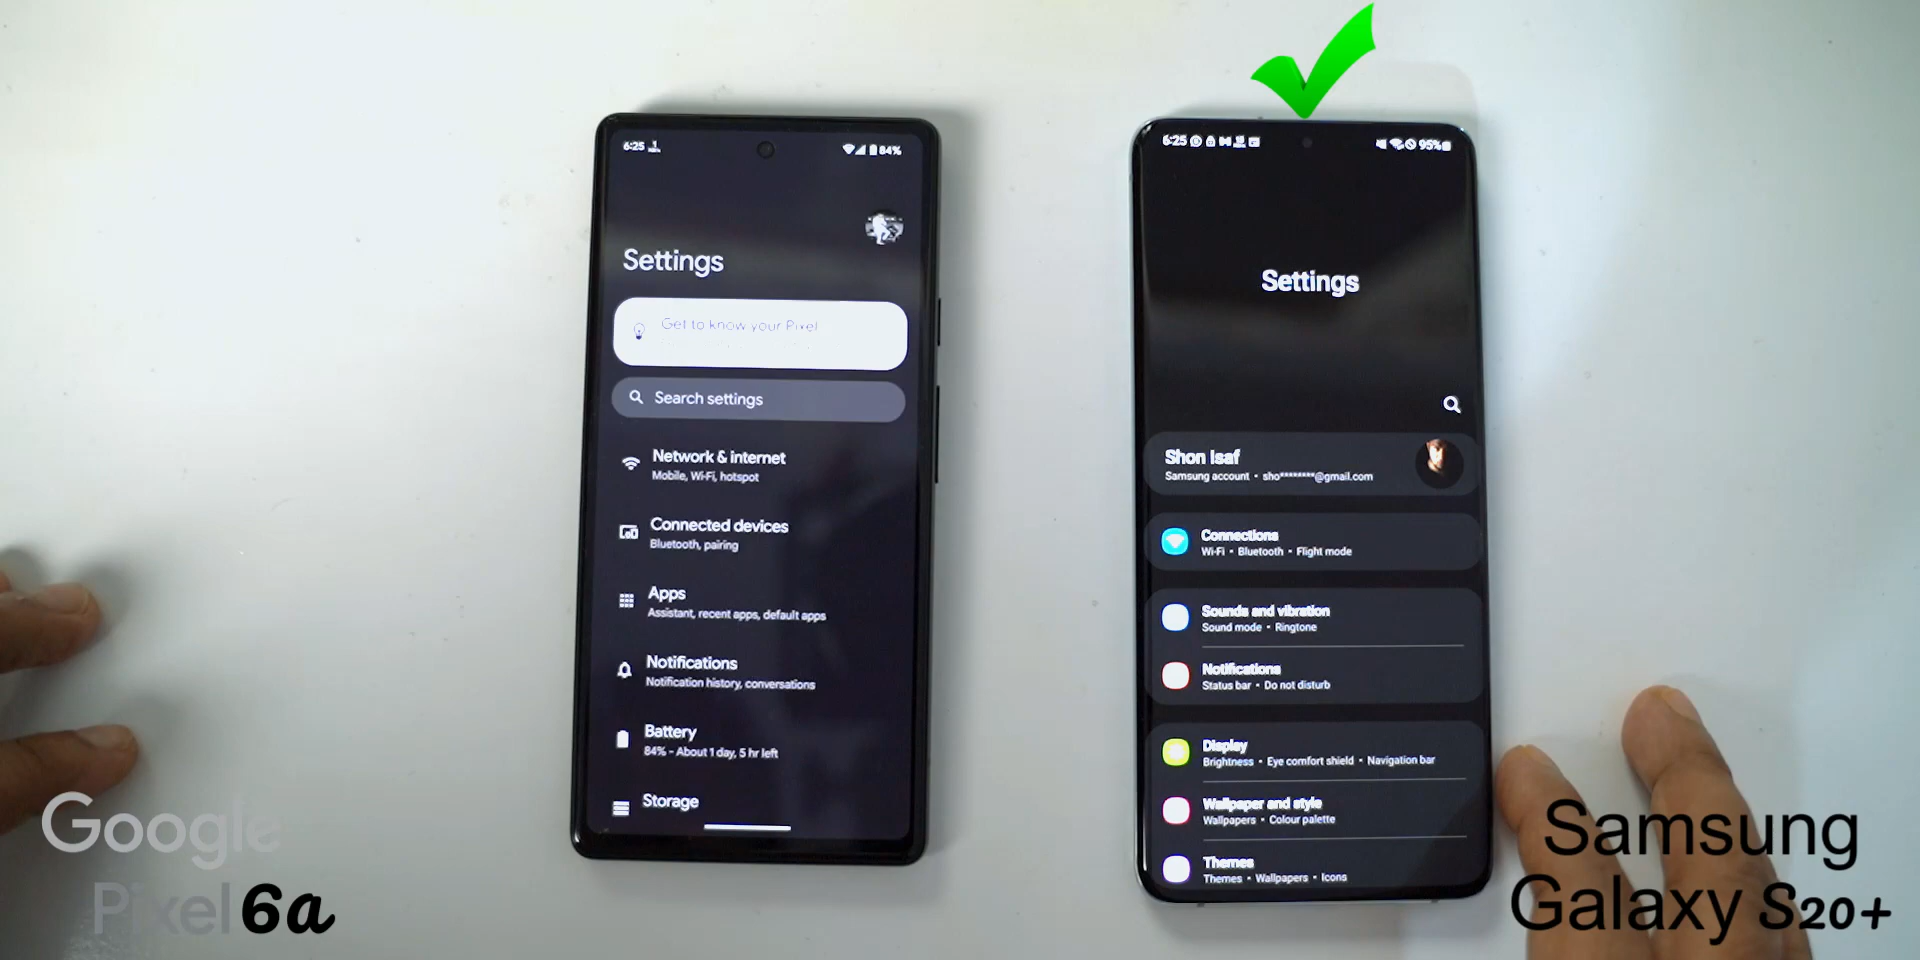 6:25
84%
Settings
Get to know your Pixel
Search settings
Network & internet
Mobile, Wi-Fi, hotspot
Connected devices
Bluetooth, pairing
Apps
Assistant, recent apps, default apps
Notifications
Notification history, conversations
Battery
84% - About 1 day, 5 hr left
Storage
Google
Pixel 6a
6:25
95%
Settings
Shon Isaf
Samsung account • sho********@gmail.com
Connections
Wi-Fi • Bluetooth • Flight mode
Sounds and vibration
Sound mode • Ringtone
Notifications
Status bar • Do not disturb
Display
Brightness • Eye comfort shield • Navigation bar
Wallpaper and style
Wallpapers • Colour palette
Themes
Themes • Wallpapers • Icons
Samsung
Galaxy S20+